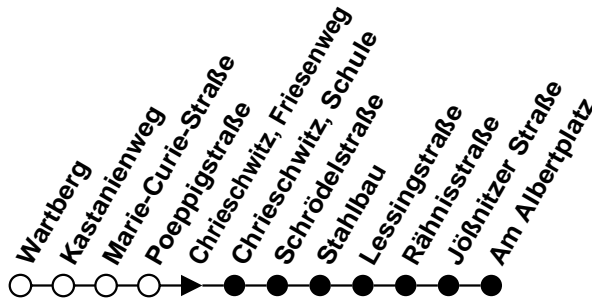 Wartberg
Kastanienweg
Marie-Curie-Straße
Poeppigstraße
Chrieschwitz, Friesenweg
Chrieschwitz, Schule
Schrödelstraße
Stahlbau
Lessingstraße
Rähnisstraße
Jößnitzer Straße
Am Albertplatz